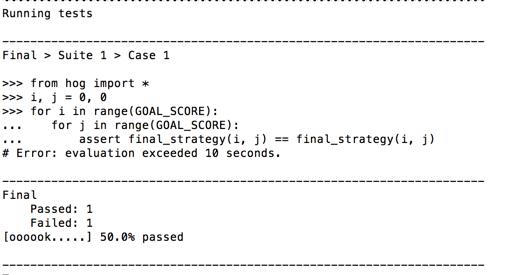 Running tests
---------------------------------------------------------------------
Final > Suite 1 > Case 1
>>> from hog import *
>>> i, j = 0, 0
>>> for i in range(GOAL_SCORE):
...     for j in range(GOAL_SCORE):
...         assert final_strategy(i, j) == final_strategy(i, j)
# Error: evaluation exceeded 10 seconds.
---------------------------------------------------------------------
Final
    Passed: 1
    Failed: 1
[oooook.....] 50.0% passed
---------------------------------------------------------------------